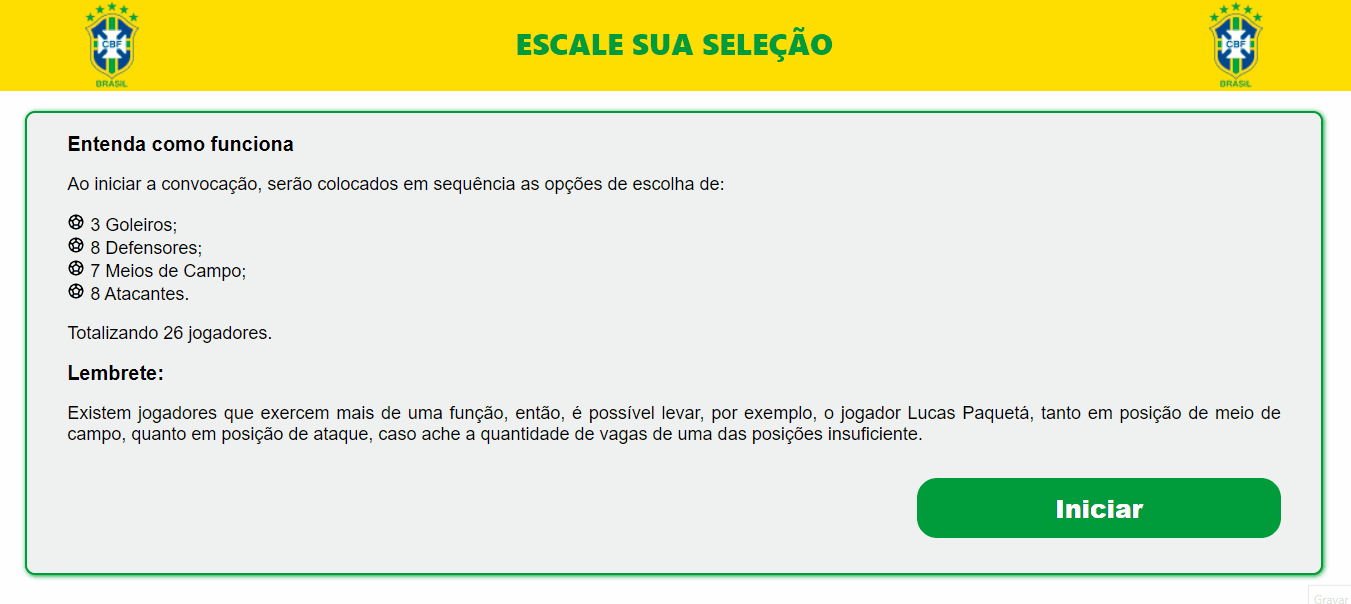 CBF
BRASIL
ESCALE SUA SELEÇÃO
CBF
BRASIL
Entenda como funciona
Ao iniciar a convocação, serão colocados em sequência as opções de escolha de:
3 Goleiros;
8 Defensores;
7 Meios de Campo;
8 Atacantes.
Totalizando 26 jogadores.
Lembrete:
Existem jogadores que exercem mais de uma função, então, é possível levar, por exemplo, o jogador Lucas Paquetá, tanto em posição de meio de
campo, quanto em posição de ataque, caso ache a quantidade de vagas de uma das posições insuficiente.
Iniciar
Gravar